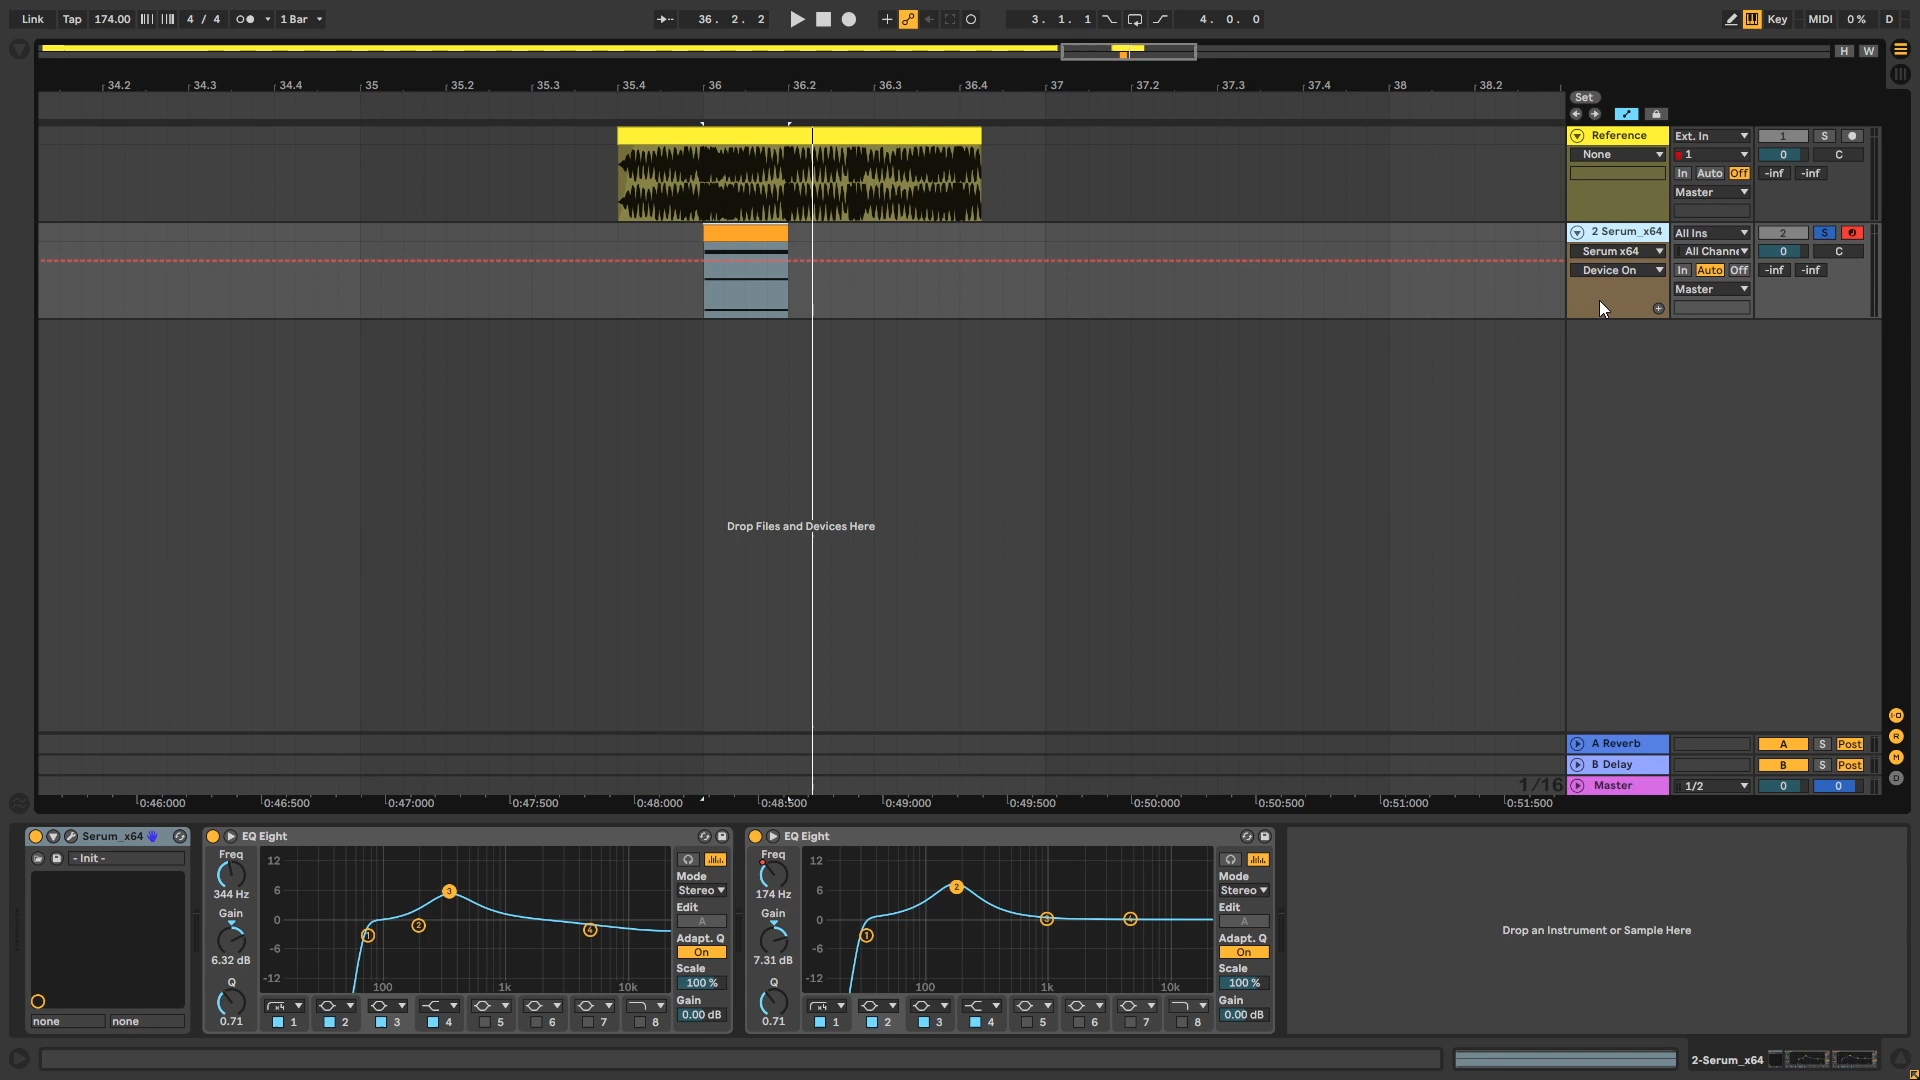 Link Tap 174.00 4 / 4 1 Bar 36. 2. 2 3. 1. 1 4. 0. 0 Key MIDI 0 % D
H W
34.2 34.3 34.4 35 35.2 35.3 35.4 36 36.2 36.3 36.4 37 37.2 37.3 37.4 38 38.2
Set
Reference Ext. In 1 S
None 1 0 C
In Auto Off -inf -inf
Master
2 Serum_x64 All Ins 2 S
Serum x64 All Channe 0 C
Device On In Auto Off -inf -inf
Master
Drop Files and Devices Here
A Reverb A S Post
B Delay B S Post
1/16 Master 1/2 0 0
0:46:000 0:46:500 0:47:000 0:47:500 0:48:000 0:48:500 0:49:000 0:49:500 0:50:000 0:50:500 0:51:000 0:51:500
Serum_x64 EQ Eight EQ Eight
- Init -
none none
Freq
344 Hz
Gain
6.32 dB
Q
0.71
12
6
0
-6
-12
100 1k 10k
3
1
2
4
1 2 3 4 5 6 7 8
Mode
Stereo
Edit
A
Adapt. Q
On
Scale
100 %
Gain
0.00 dB
Freq
174 Hz
Gain
7.31 dB
Q
0.71
12
6
0
-6
-12
100 1k 10k
2
1
3
4
1 2 3 4 5 6 7 8
Mode
Stereo
Edit
A
Adapt. Q
On
Scale
100 %
Gain
0.00 dB
Drop an Instrument or Sample Here
2-Serum_x64
I-O
R
M
D